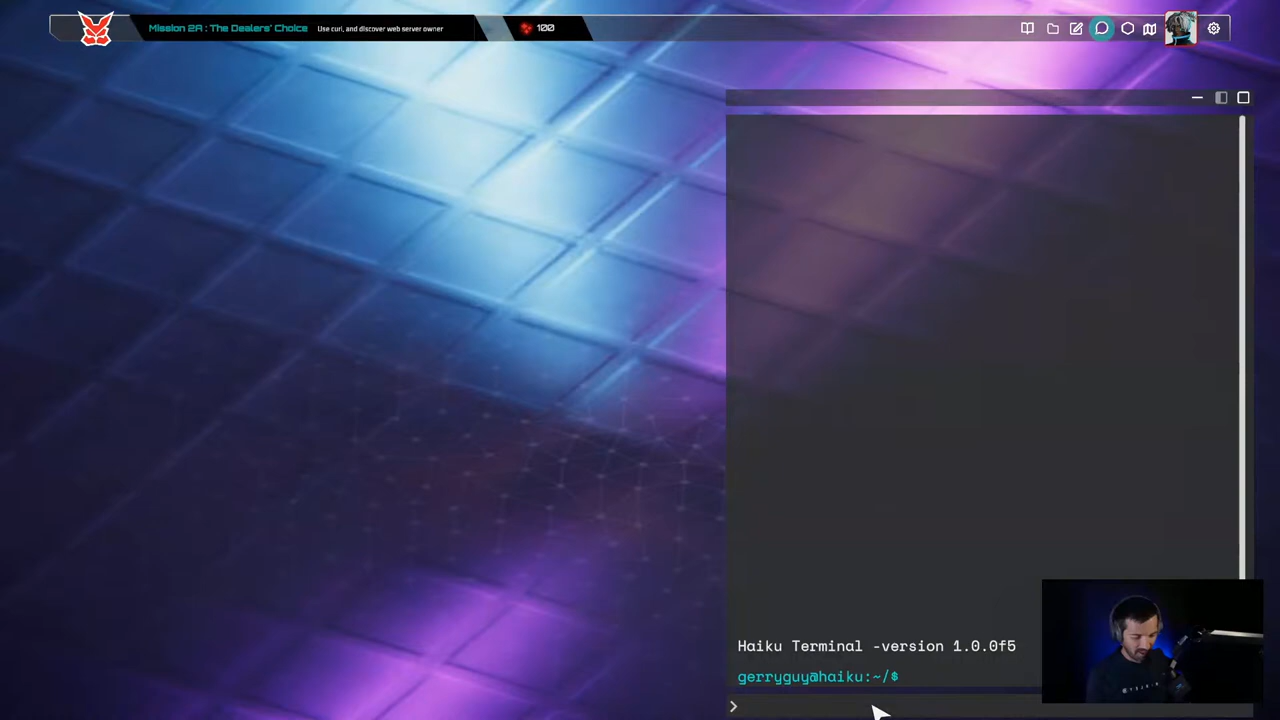 Mission 2A : The Dealers' Choice Use curl, and discover web server owner 100
Haiku Terminal -version 1.0.0f5
gerryguy@haiku:~/$
>